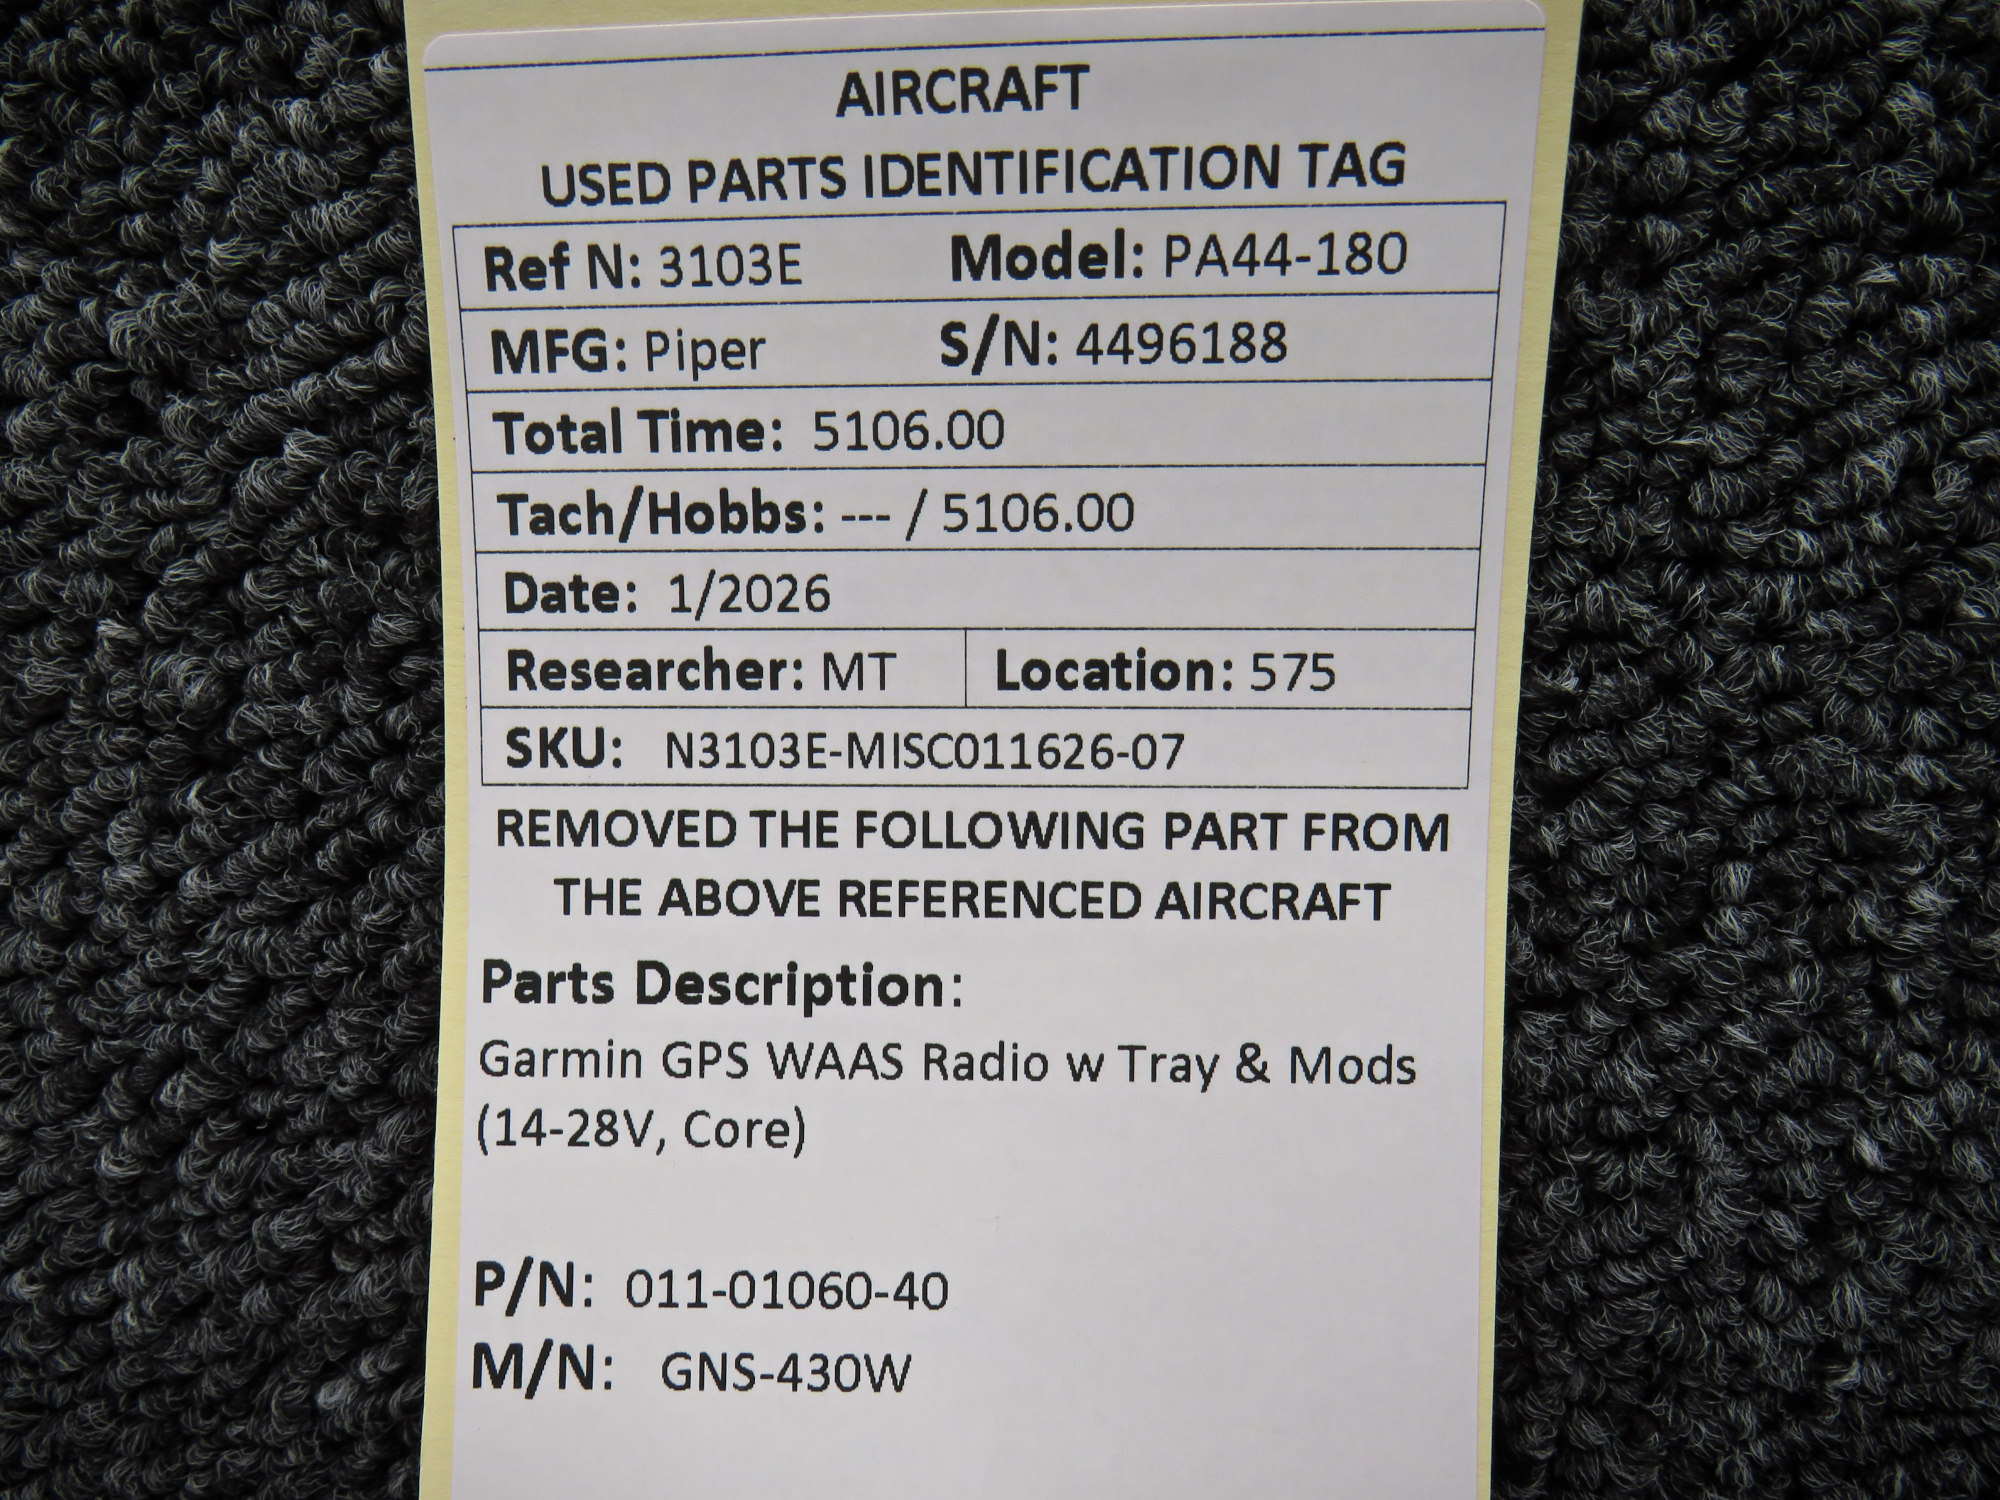 AIRCRAFT
USED PARTS IDENTIFICATION TAG
Ref N: 3103E Model: PA44-180
MFG: Piper S/N: 4496188
Total Time: 5106.00
Tach/Hobbs: --- / 5106.00
Date: 1/2026
Researcher: MT Location: 575
SKU: N3103E-MISC011626-07
REMOVED THE FOLLOWING PART FROM
THE ABOVE REFERENCED AIRCRAFT
Parts Description:
Garmin GPS WAAS Radio w Tray & Mods
(14-28V, Core)
P/N: 011-01060-40
M/N: GNS-430W